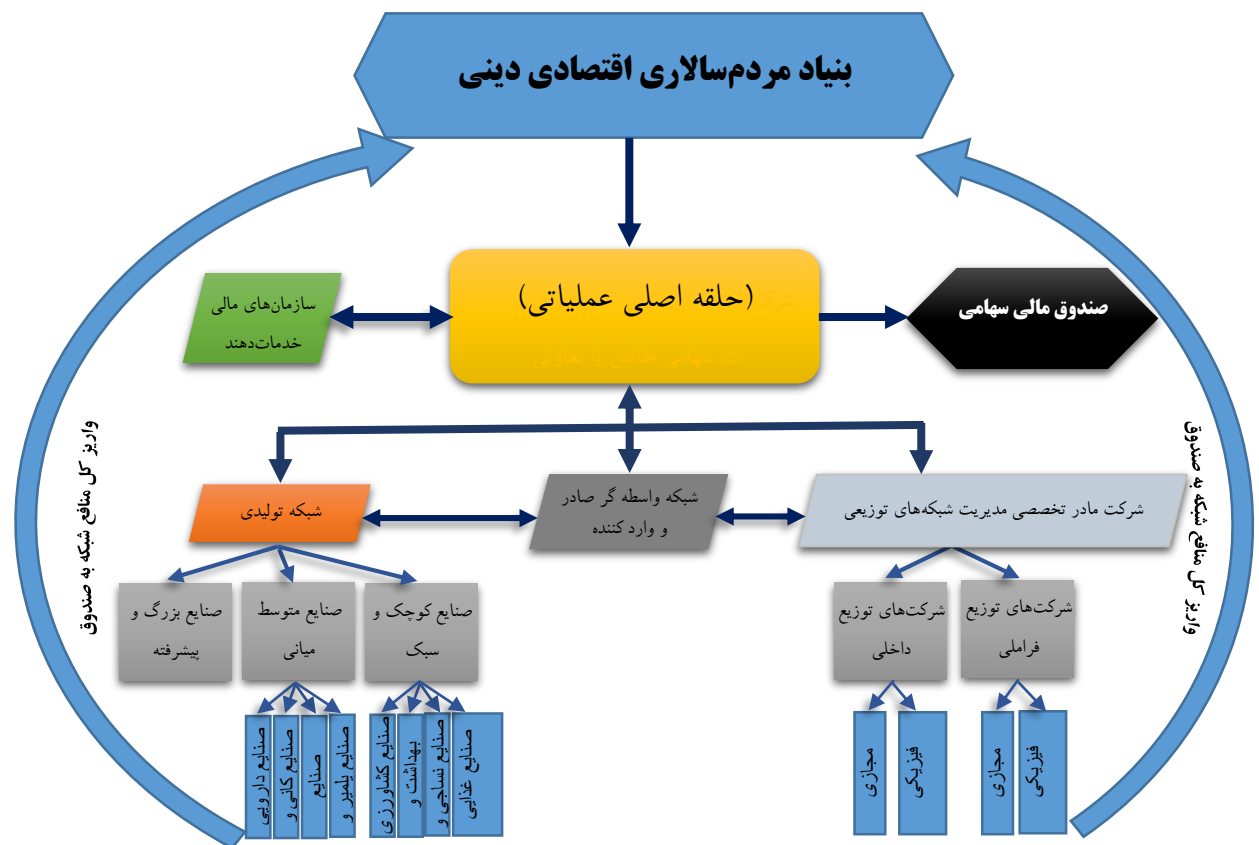 بنیاد مردم‌سالاری اقتصادی دینی
(حلقه اصلی عملیاتی)
صندوق مالی سهامی
سازمان‌های مالی
خدمات‌دهند
واریز کل منافع شبکه به صندوق
واریز کل منافع شبکه به صندوق
شرکت مادر تخصصی مدیریت شبکه‌های توزیعی
شبکه واسطه گر صادر
و وارد کننده
شبکه تولیدی
شرکت‌های توزیع
فراملی
شرکت‌های توزیع
داخلی
صنایع کوچک و
سبک
صنایع متوسط
میانی
صنایع بزرگ و
پیشرفته
فیزیکی
مجازی
فیزیکی
مجازی
صنایع غذایی
صنایع نساجی و
بهداشت و
صنایع کشاورزی
صنایع پلمیر و
صنایع
صنایع کانی و
صنایع دارویی